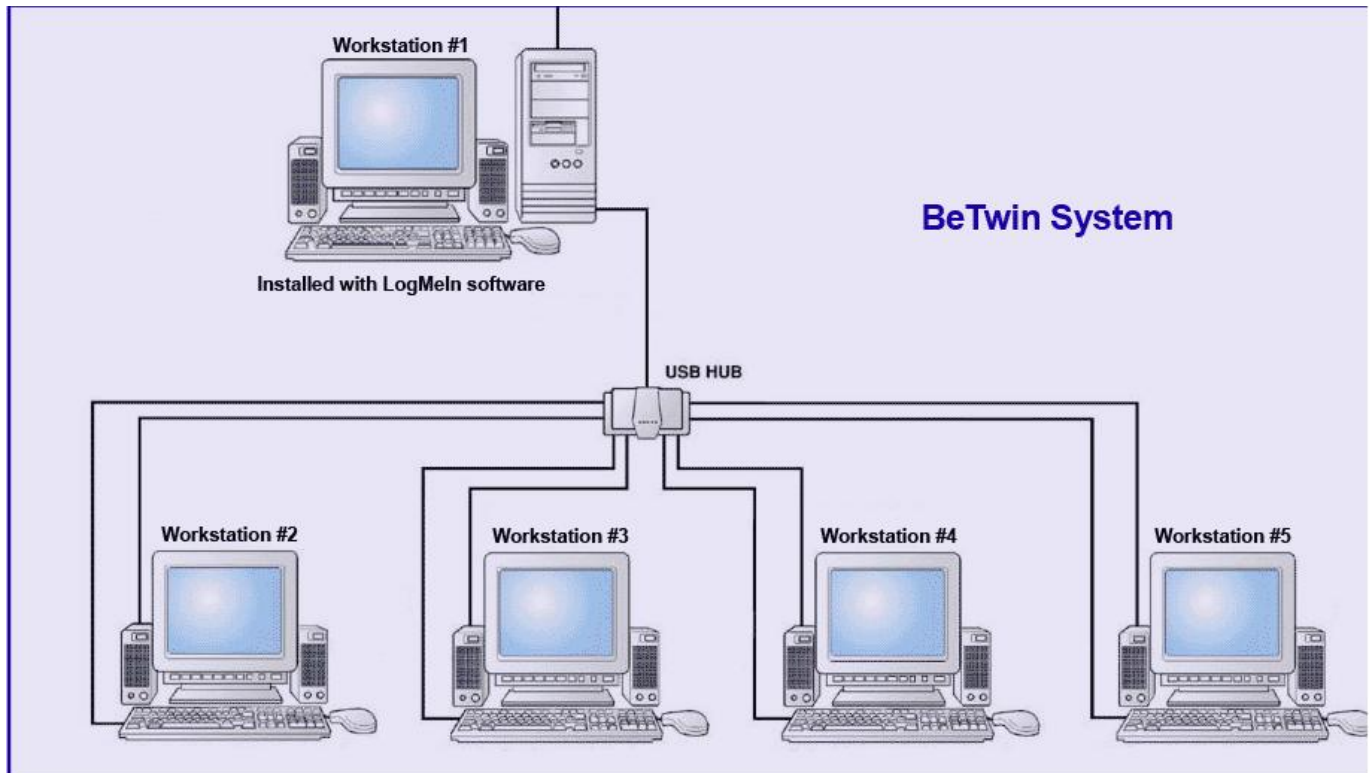 Workstation #1
BeTwin System
Installed with LogMeIn software
USB HUB
Workstation #2
Workstation #3
Workstation #4
Workstation #5